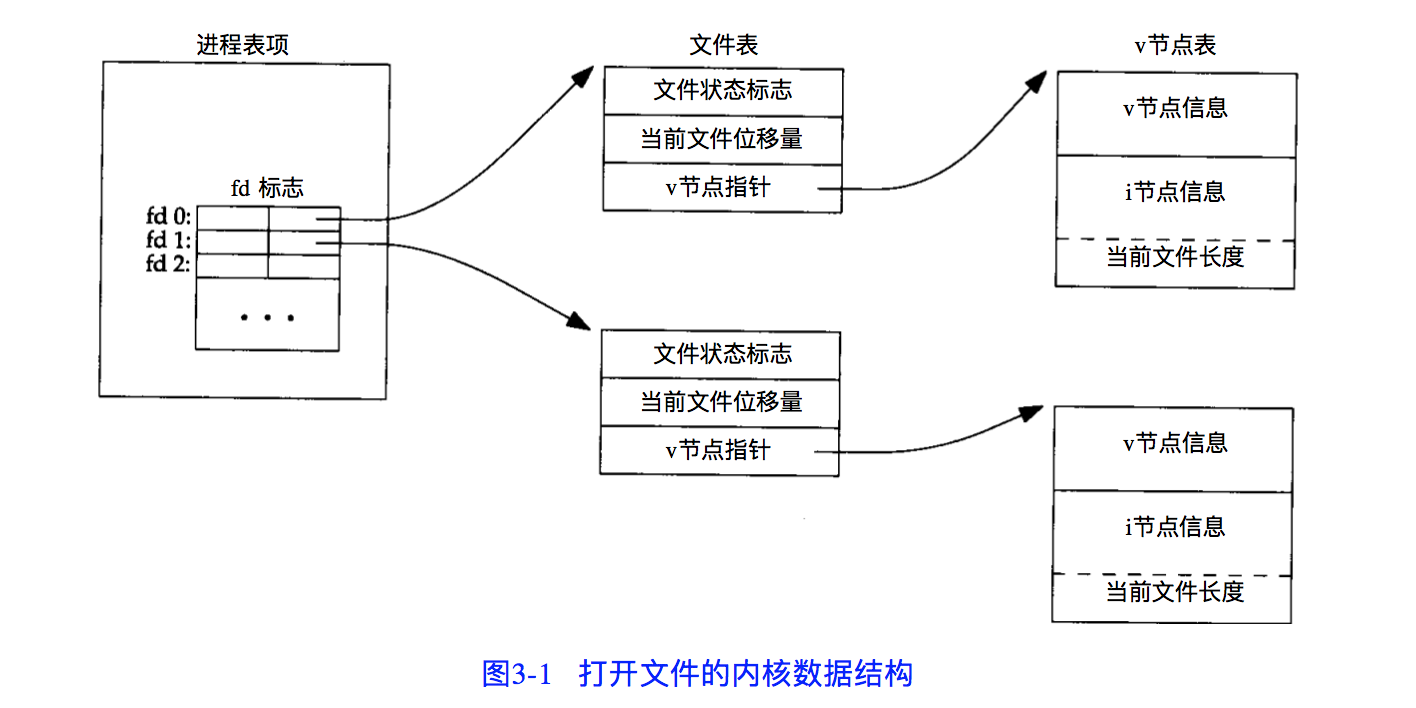 进程表项
fd 标志
fd 0:
fd 1:
fd 2:
文件表
文件状态标志
当前文件位移量
v节点指针
文件状态标志
当前文件位移量
v节点指针
v节点表
v节点信息
i节点信息
当前文件长度
v节点信息
i节点信息
当前文件长度
图3-1 打开文件的内核数据结构